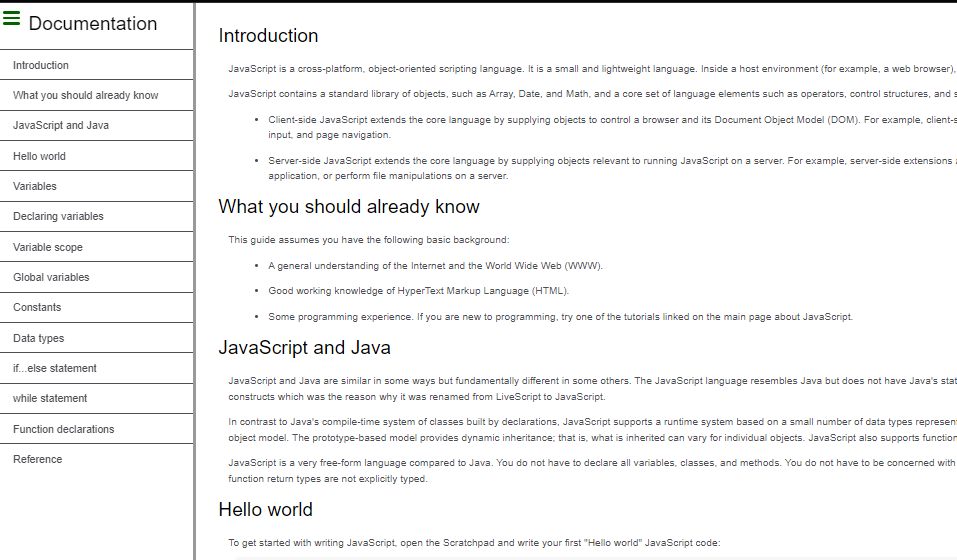 Documentation
Introduction
What you should already know
JavaScript and Java
Hello world
Variables
Declaring variables
Variable scope
Global variables
Constants
Data types
if...else statement
while statement
Function declarations
Reference
Introduction
JavaScript is a cross-platform, object-oriented scripting language. It is a small and lightweight language. Inside a host environment (for example, a web browser),
JavaScript contains a standard library of objects, such as Array, Date, and Math, and a core set of language elements such as operators, control structures, and s
• Client-side JavaScript extends the core language by supplying objects to control a browser and its Document Object Model (DOM). For example, client-s
input, and page navigation.
• Server-side JavaScript extends the core language by supplying objects relevant to running JavaScript on a server. For example, server-side extensions a
application, or perform file manipulations on a server.
What you should already know
This guide assumes you have the following basic background:
• A general understanding of the Internet and the World Wide Web (WWW).
• Good working knowledge of HyperText Markup Language (HTML).
• Some programming experience. If you are new to programming, try one of the tutorials linked on the main page about JavaScript.
JavaScript and Java
JavaScript and Java are similar in some ways but fundamentally different in some others. The JavaScript language resembles Java but does not have Java's stat
constructs which was the reason why it was renamed from LiveScript to JavaScript.
In contrast to Java's compile-time system of classes built by declarations, JavaScript supports a runtime system based on a small number of data types represen
object model. The prototype-based model provides dynamic inheritance; that is, what is inherited can vary for individual objects. JavaScript also supports function
JavaScript is a very free-form language compared to Java. You do not have to declare all variables, classes, and methods. You do not have to be concerned with
function return types are not explicitly typed.
Hello world
To get started with writing JavaScript, open the Scratchpad and write your first "Hello world" JavaScript code: